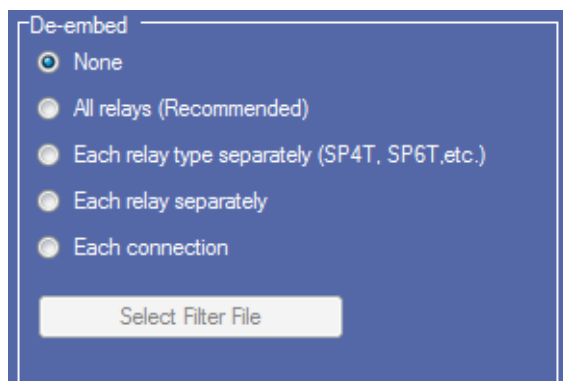 De-embed
None
All relays (Recommended)
Each relay type separately (SP4T, SP6T,etc.)
Each relay separately
Each connection
Select Filter File